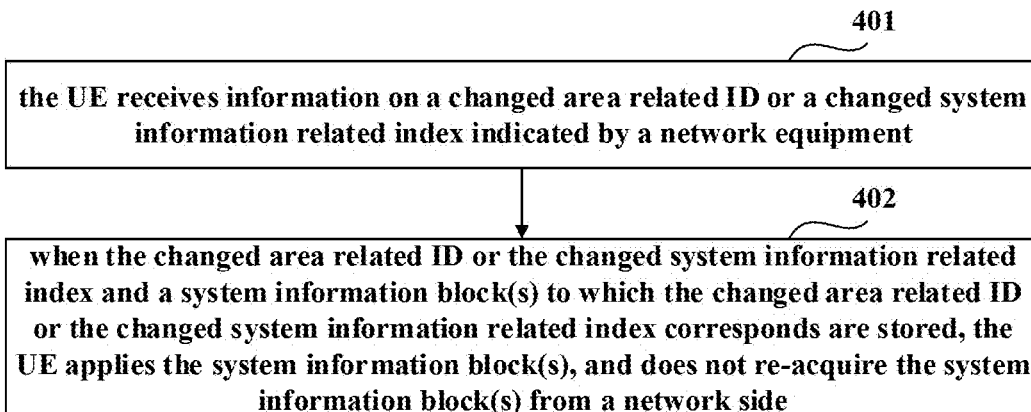 401
the UE receives information on a changed area related ID or a changed system
information related index indicated by a network equipment
402
when the changed area related ID or the changed system information related
index and a system information block(s) to which the changed area related ID
or the changed system information related index corresponds are stored, the
UE applies the system information block(s), and does not re-acquire the system
information block(s) from a network side